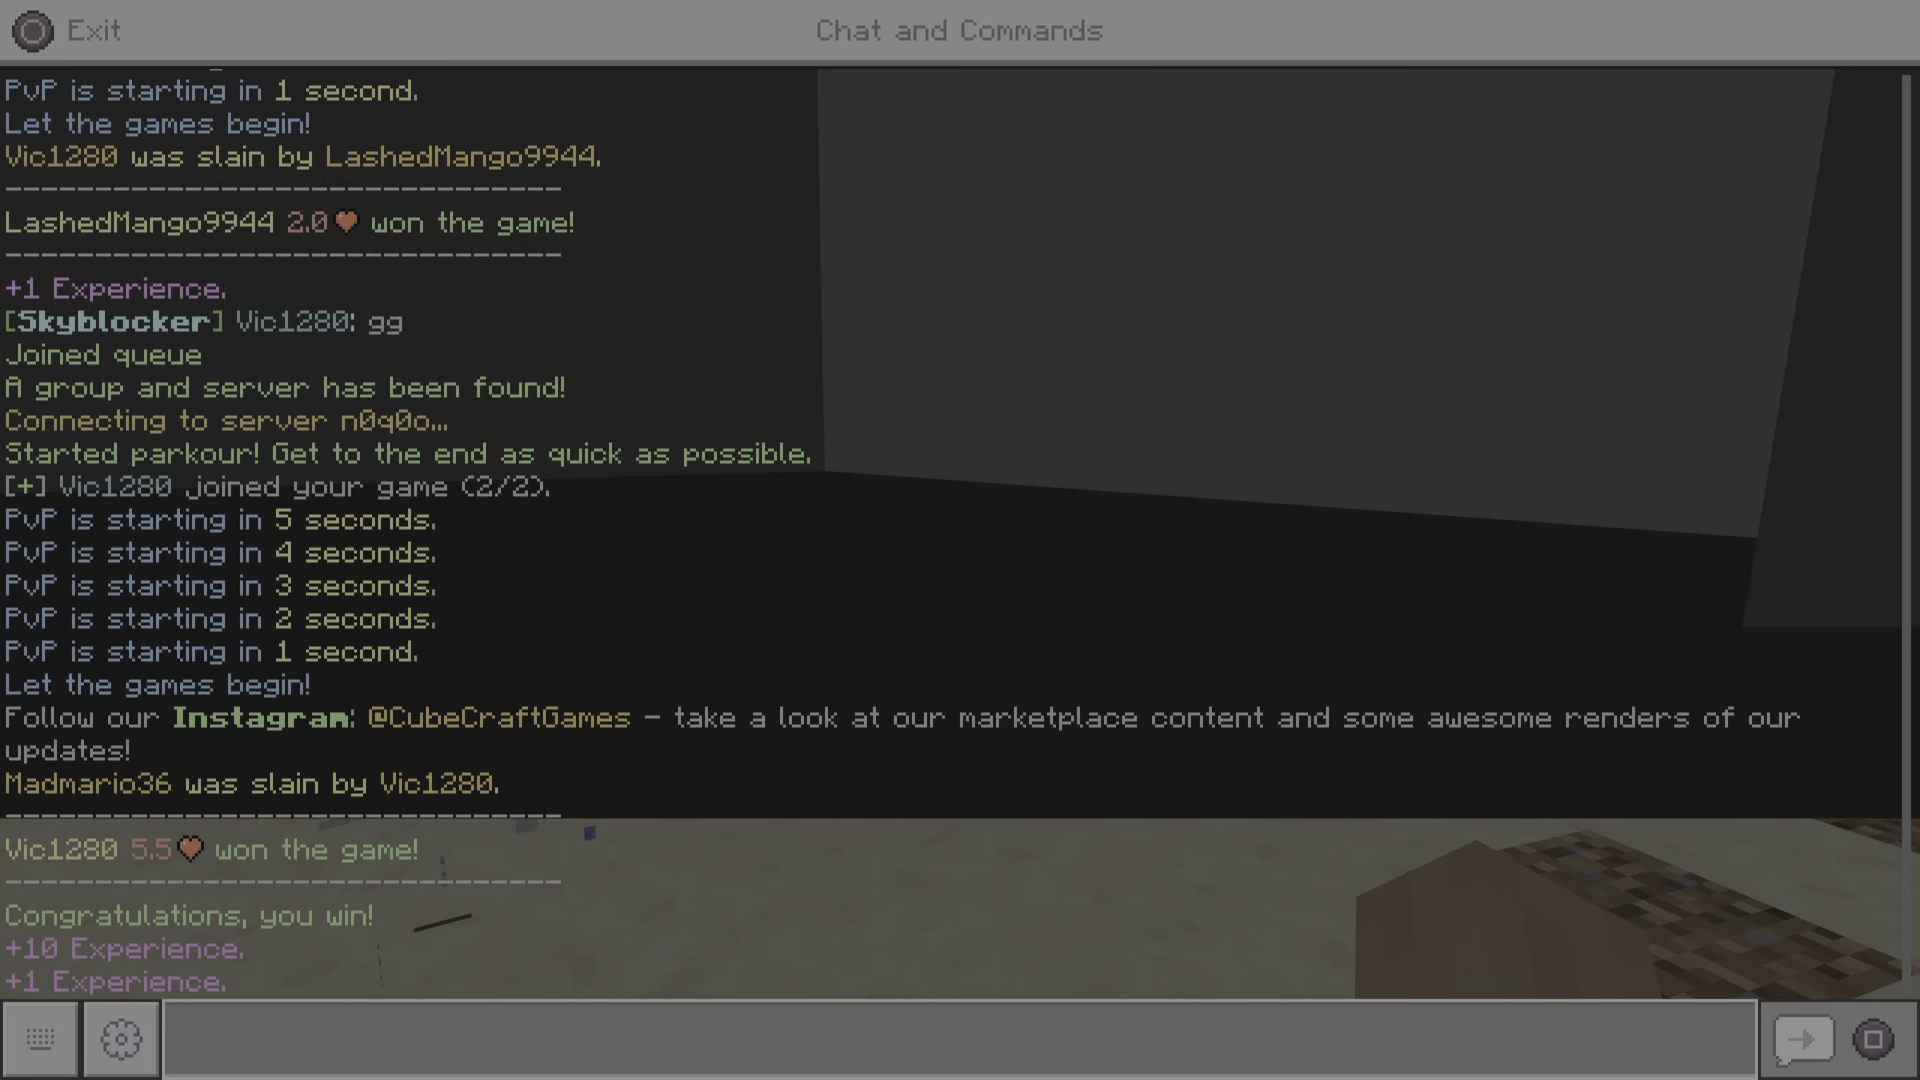 Exit
Chat and Commands
PvP is starting in 1 second.
Let the games begin!
Vic1280 was slain by LashedMango9944.
-------------------------------
LashedMango9944 2.0❤ won the game!
-------------------------------
+1 Experience.
[Skyblocker] Vic1280: gg
Joined queue
A group and server has been found!
Connecting to server n0q0o...
Started parkour! Get to the end as quick as possible.
[+] Vic1280 joined your game (2/2).
PvP is starting in 5 seconds.
PvP is starting in 4 seconds.
PvP is starting in 3 seconds.
PvP is starting in 2 seconds.
PvP is starting in 1 second.
Let the games begin!
Follow our Instagram: @CubeCraftGames - take a look at our marketplace content and some awesome renders of our
updates!
Madmario36 was slain by Vic1280.
-------------------------------
Vic1280 5.5❤ won the game!
-------------------------------
Congratulations, you win!
+10 Experience.
+1 Experience.